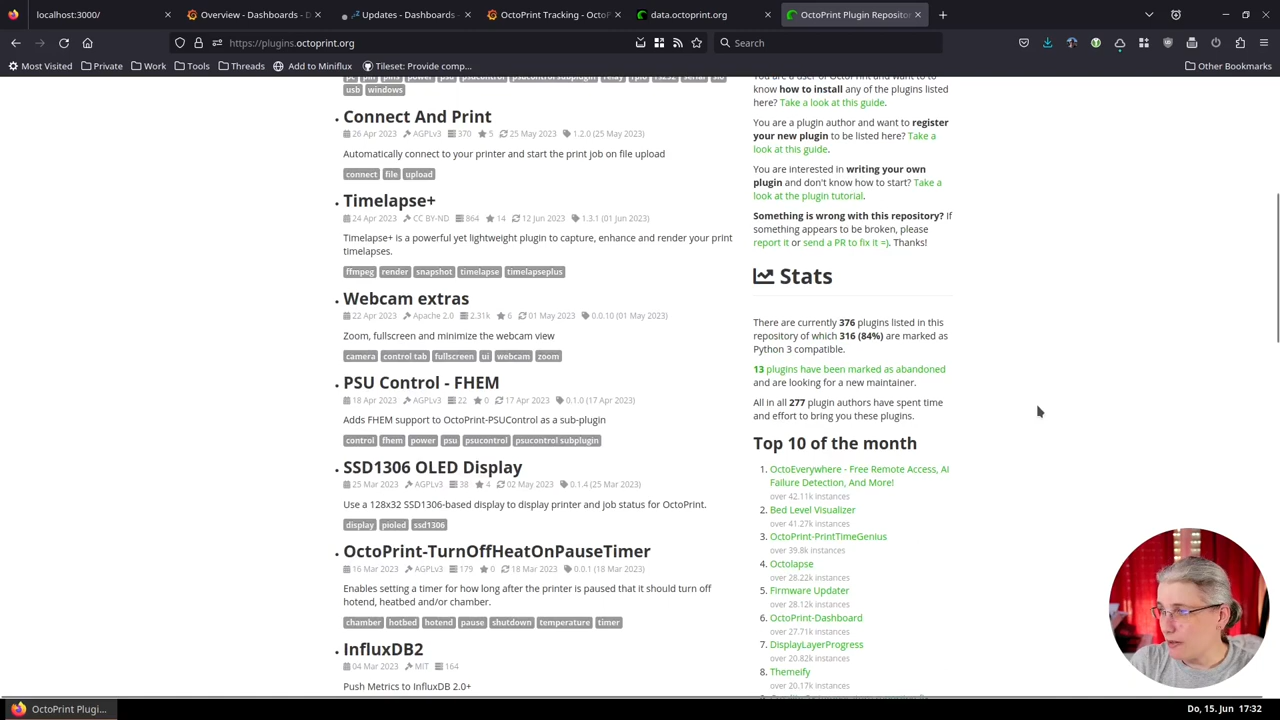 localhost:3000/
Overview - Dashboards - D
Updates - Dashboards -
OctoPrint Tracking - OctoP
data.octoprint.org
OctoPrint Plugin Repositor
https://plugins.octoprint.org
Search
Most Visited
Private
Work
Tools
Threads
Add to Miniflux
Tileset: Provide comp...
Other Bookmarks
usb windows
Connect And Print
26 Apr 2023 AGPLv3 370 5 25 May 2023 1.2.0 (25 May 2023)
Automatically connect to your printer and start the print job on file upload
connect file upload
Timelapse+
24 Apr 2023 CC BY-ND 864 14 12 Jun 2023 1.3.1 (01 Jun 2023)
Timelapse+ is a powerful yet lightweight plugin to capture, enhance and render your print
timelapses.
ffmpeg render snapshot timelapse timelapseplus
Webcam extras
22 Apr 2023 Apache 2.0 2.31k 6 01 May 2023 0.0.10 (01 May 2023)
Zoom, fullscreen and minimize the webcam view
camera control tab fullscreen ui webcam zoom
PSU Control - FHEM
18 Apr 2023 AGPLv3 22 0 17 Apr 2023 0.1.0 (17 Apr 2023)
Adds FHEM support to OctoPrint-PSUControl as a sub-plugin
control fhem power psu psucontrol psucontrol subplugin
SSD1306 OLED Display
25 Mar 2023 AGPLv3 38 4 02 May 2023 0.1.4 (25 Mar 2023)
Use a 128x32 SSD1306-based display to display printer and job status for OctoPrint.
display pioled ssd1306
OctoPrint-TurnOffHeatOnPauseTimer
16 Mar 2023 AGPLv3 179 0 18 Mar 2023 0.0.1 (18 Mar 2023)
Enables setting a timer for how long after the printer is paused that it should turn off
hotend, heatbed and/or chamber.
chamber hotbed hotend pause shutdown temperature timer
InfluxDB2
04 Mar 2023 MIT 164
Push Metrics to InfluxDB 2.0+
You are a user of OctoPrint and want to
know how to install any of the plugins listed
here? Take a look at this guide.
You are a plugin author and want to register
your new plugin to be listed here? Take a
look at this guide.
You are interested in writing your own
plugin and don't know how to start? Take a
look at the plugin tutorial.
Something is wrong with this repository? If
something appears to be broken, please
report it or send a PR to fix it =). Thanks!
Stats
There are currently 376 plugins listed in this
repository of which 316 (84%) are marked as
Python 3 compatible.
13 plugins have been marked as abandoned
and are looking for a new maintainer.
All in all 277 plugin authors have spent time
and effort to bring you these plugins.
Top 10 of the month
1. OctoEverywhere - Free Remote Access, AI
Failure Detection, And More!
over 42.11k instances
2. Bed Level Visualizer
over 41.27k instances
3. OctoPrint-PrintTimeGenius
over 39.8k instances
4. Octolapse
over 28.22k instances
5. Firmware Updater
over 28.12k instances
6. OctoPrint-Dashboard
over 27.71k instances
7. DisplayLayerProgress
over 20.82k instances
8. Themeify
over 20.17k instances
OctoPrint Plugi...
Do, 15. Jun 17:32